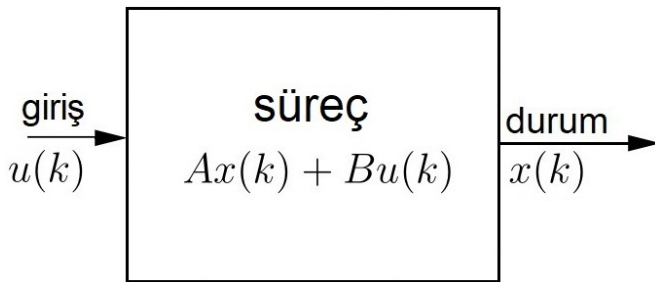 giriş
u(k)
süreç
Ax(k) + Bu(k)
durum
x(k)